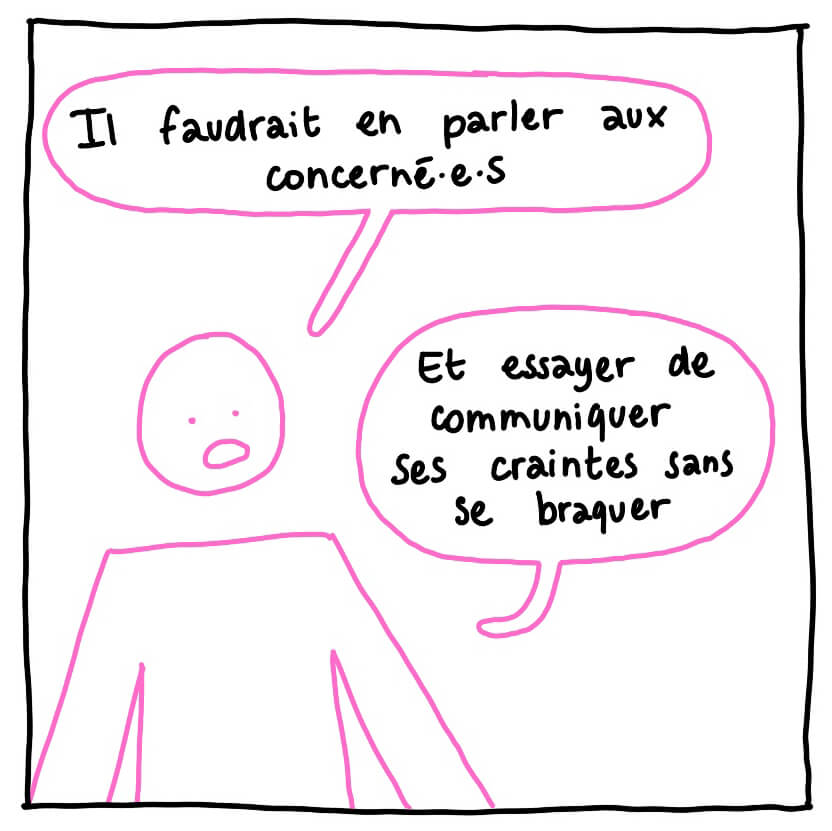 Il faudrait en parler aux
concerné·e·s
Et essayer de
communiquer
ses craintes sans
se braquer